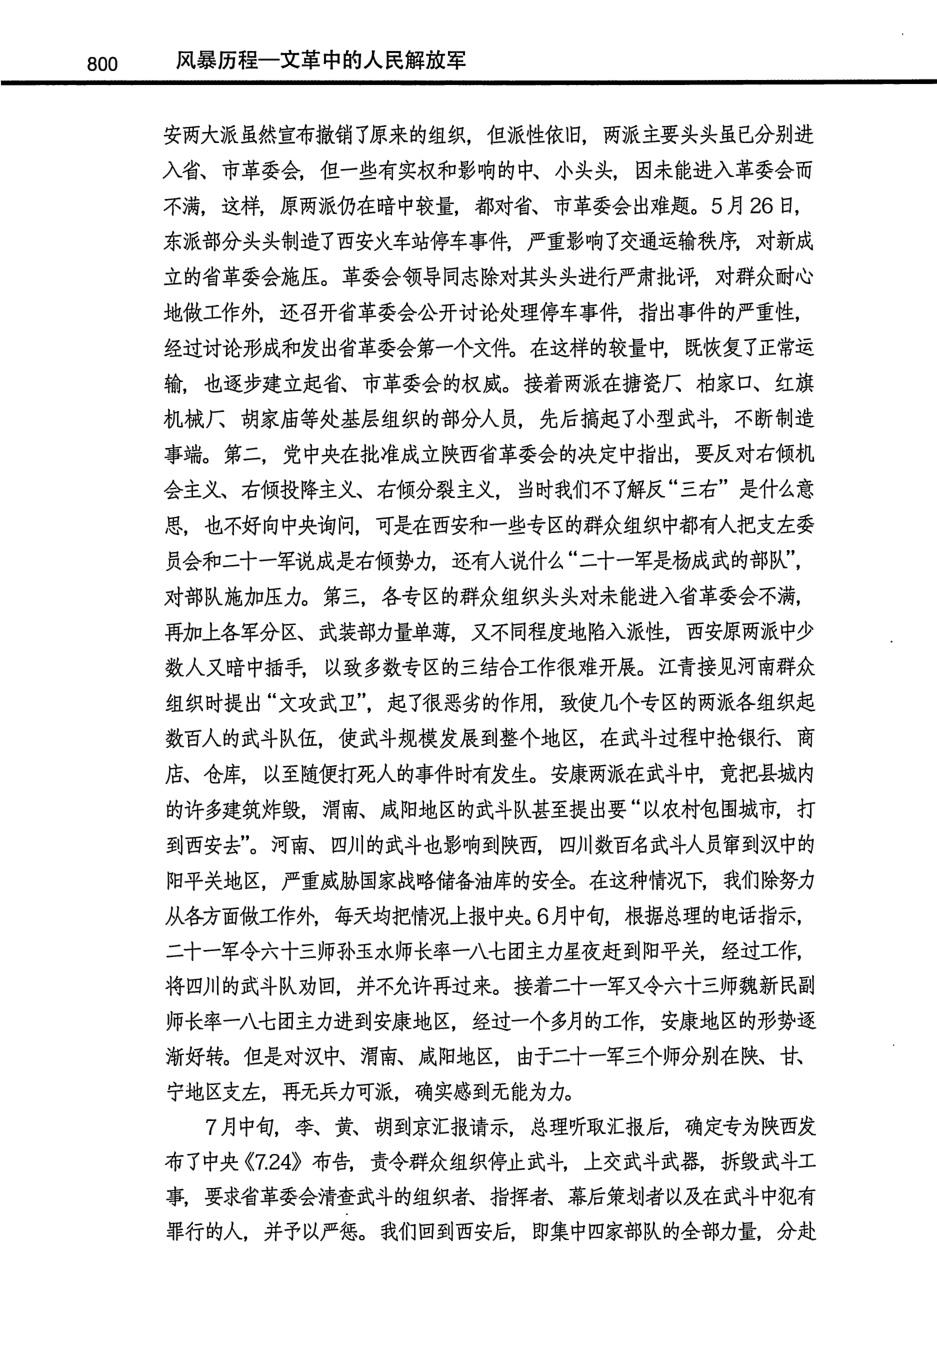 800 风暴历程—文革中的人民解放军
安两大派虽然宣布撤销了原来的组织，但派性依旧，两派主要头头虽已分别进
入省、市革委会，但一些有实权和影响的中、小头头，因未能进入革委会而
不满，这样，原两派仍在暗中较量，都对省、市革委会出难题。5月26日，
东派部分头头制造了西安火车站停车事件，严重影响了交通运输秩序，对新成
立的省革委会施压。革委会领导同志除对其头头进行严肃批评，对群众耐心
地做工作外，还召开省革委会公开讨论处理停车事件，指出事件的严重性，
经过讨论形成和发出省革委会第一个文件。在这样的较量中，既恢复了正常运
输，也逐步建立起省、市革委会的权威。接着两派在搪瓷厂、柏家口、红旗
机械厂、胡家庙等处基层组织的部分人员，先后搞起了小型武斗，不断制造
事端。第二，党中央在批准成立陕西省革委会的决定中指出，要反对右倾机
会主义、右倾投降主义、右倾分裂主义，当时我们不了解反“三右”是什么意
思，也不好向中央询问，可是在西安和一些专区的群众组织中都有人把支左委
员会和二十一军说成是右倾势力，还有人说什么“二十一军是杨成武的部队”，
对部队施加压力。第三，各专区的群众组织头头对未能进入省革委会不满，
再加上各军分区、武装部力量单薄，又不同程度地陷入派性，西安原两派中少
数人又暗中插手，以致多数专区的三结合工作很难开展。江青接见河南群众
组织时提出“文攻武卫”，起了很恶劣的作用，致使几个专区的两派各组织起
数百人的武斗队伍，使武斗规模发展到整个地区，在武斗过程中抢银行、商
店、仓库，以至随便打死人的事件时有发生。安康两派在武斗中，竟把县城内
的许多建筑炸毁，渭南、咸阳地区的武斗队甚至提出要“以农村包围城市，打
到西安去”。河南、四川的武斗也影响到陕西，四川数百名武斗人员窜到汉中的
阳平关地区，严重威胁国家战略储备油库的安全。在这种情况下，我们除努力
从各方面做工作外，每天均把情况上报中央。6月中旬，根据总理的电话指示，
二十一军令六十三师孙玉水师长率一八七团主力星夜赶到阳平关，经过工作，
将四川的武斗队劝回，并不允许再过来。接着二十一军又令六十三师魏新民副
师长率一八七团主力进到安康地区，经过一个多月的工作，安康地区的形势逐
渐好转。但是对汉中、渭南、咸阳地区，由于二十一军三个师分别在陕、甘、
宁地区支左，再无兵力可派，确实感到无能为力。
7月中旬，李、黄、胡到京汇报请示，总理听取汇报后，确定专为陕西发
布了中央《7.24》布告，责令群众组织停止武斗，上交武斗武器，拆毁武斗工
事，要求省革委会清查武斗的组织者、指挥者、幕后策划者以及在武斗中犯有
罪行的人，并予以严惩。我们回到西安后，即集中四家部队的全部力量，分赴